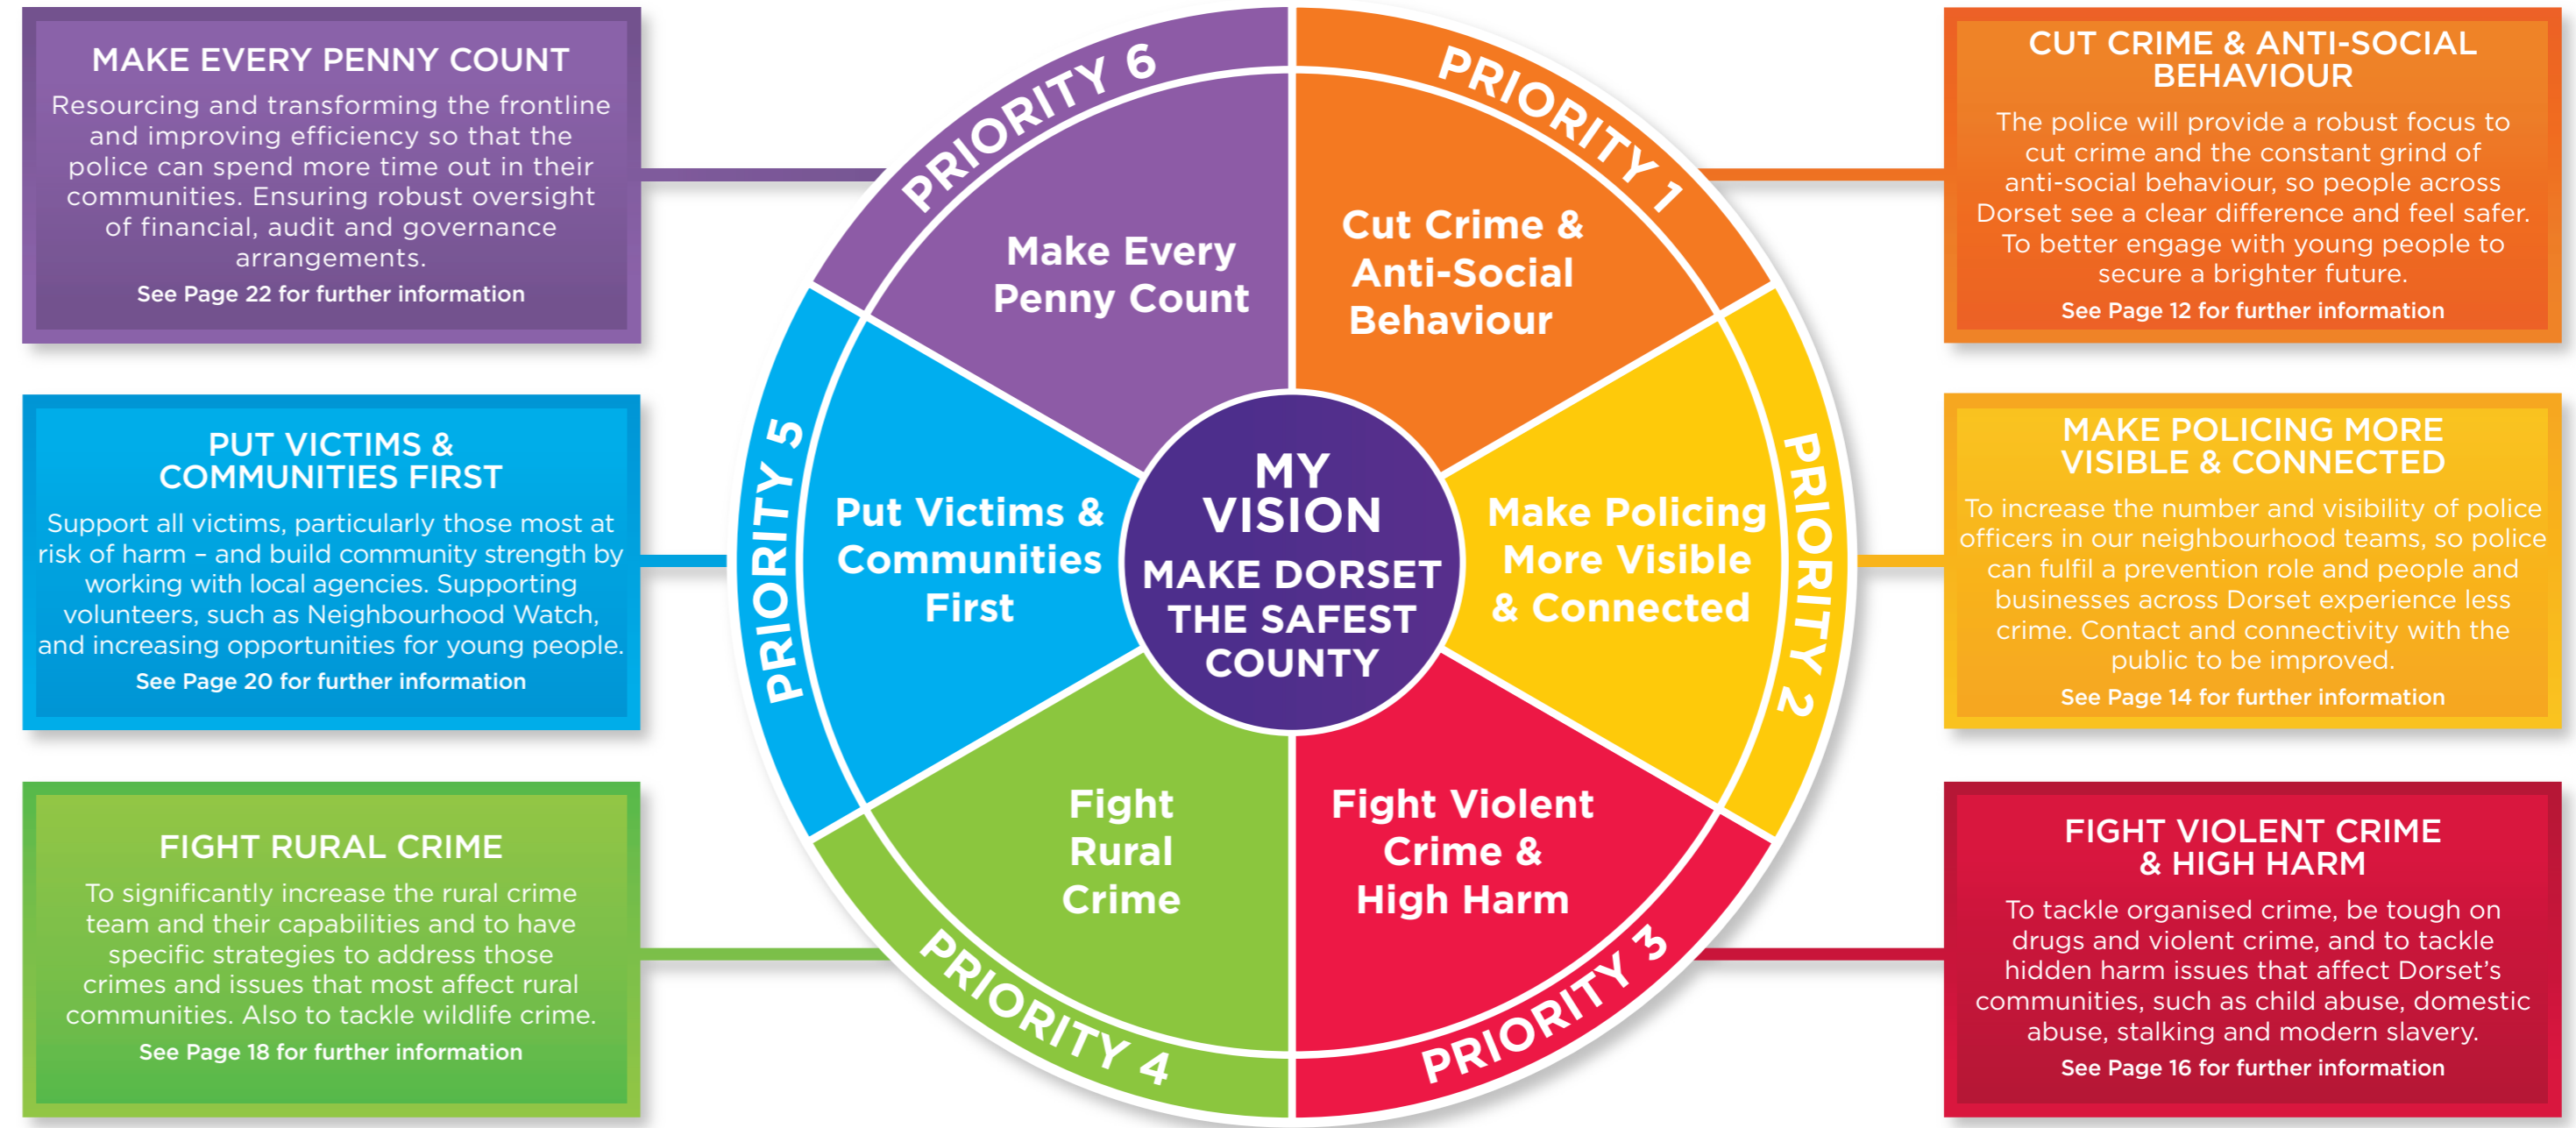 MAKE EVERY PENNY COUNT
Resourcing and transforming the frontline
and improving efficiency so that the
police can spend more time out in their
communities. Ensuring robust oversight
of financial, audit and governance
arrangements.
See Page 22 for further information
PUT VICTIMS &
COMMUNITIES FIRST
Support all victims, particularly those most at
risk of harm – and build community strength by
working with local agencies. Supporting
volunteers, such as Neighbourhood Watch,
and increasing opportunities for young people.
See Page 20 for further information
FIGHT RURAL CRIME
To significantly increase the rural crime
team and their capabilities and to have
specific strategies to address those
crimes and issues that most affect rural
communities. Also to tackle wildlife crime.
See Page 18 for further information
PRIORITY 6
Make Every
Penny Count
PRIORITY 1
Cut Crime &
Anti-Social
Behaviour
PRIORITY 5
Put Victims &
Communities
First
MY
VISION
MAKE DORSET
THE SAFEST
COUNTY
PRIORITY 2
Make Policing
More Visible
& Connected
PRIORITY 4
Fight
Rural
Crime
PRIORITY 3
Fight Violent
Crime &
High Harm
CUT CRIME & ANTI-SOCIAL
BEHAVIOUR
The police will provide a robust focus to
cut crime and the constant grind of
anti-social behaviour, so people across
Dorset see a clear difference and feel safer.
To better engage with young people to
secure a brighter future.
See Page 12 for further information
MAKE POLICING MORE
VISIBLE & CONNECTED
To increase the number and visibility of police
officers in our neighbourhood teams, so police
can fulfil a prevention role and people and
businesses across Dorset experience less
crime. Contact and connectivity with the
public to be improved.
See Page 14 for further information
FIGHT VIOLENT CRIME
& HIGH HARM
To tackle organised crime, be tough on
drugs and violent crime, and to tackle
hidden harm issues that affect Dorset's
communities, such as child abuse, domestic
abuse, stalking and modern slavery.
See Page 16 for further information